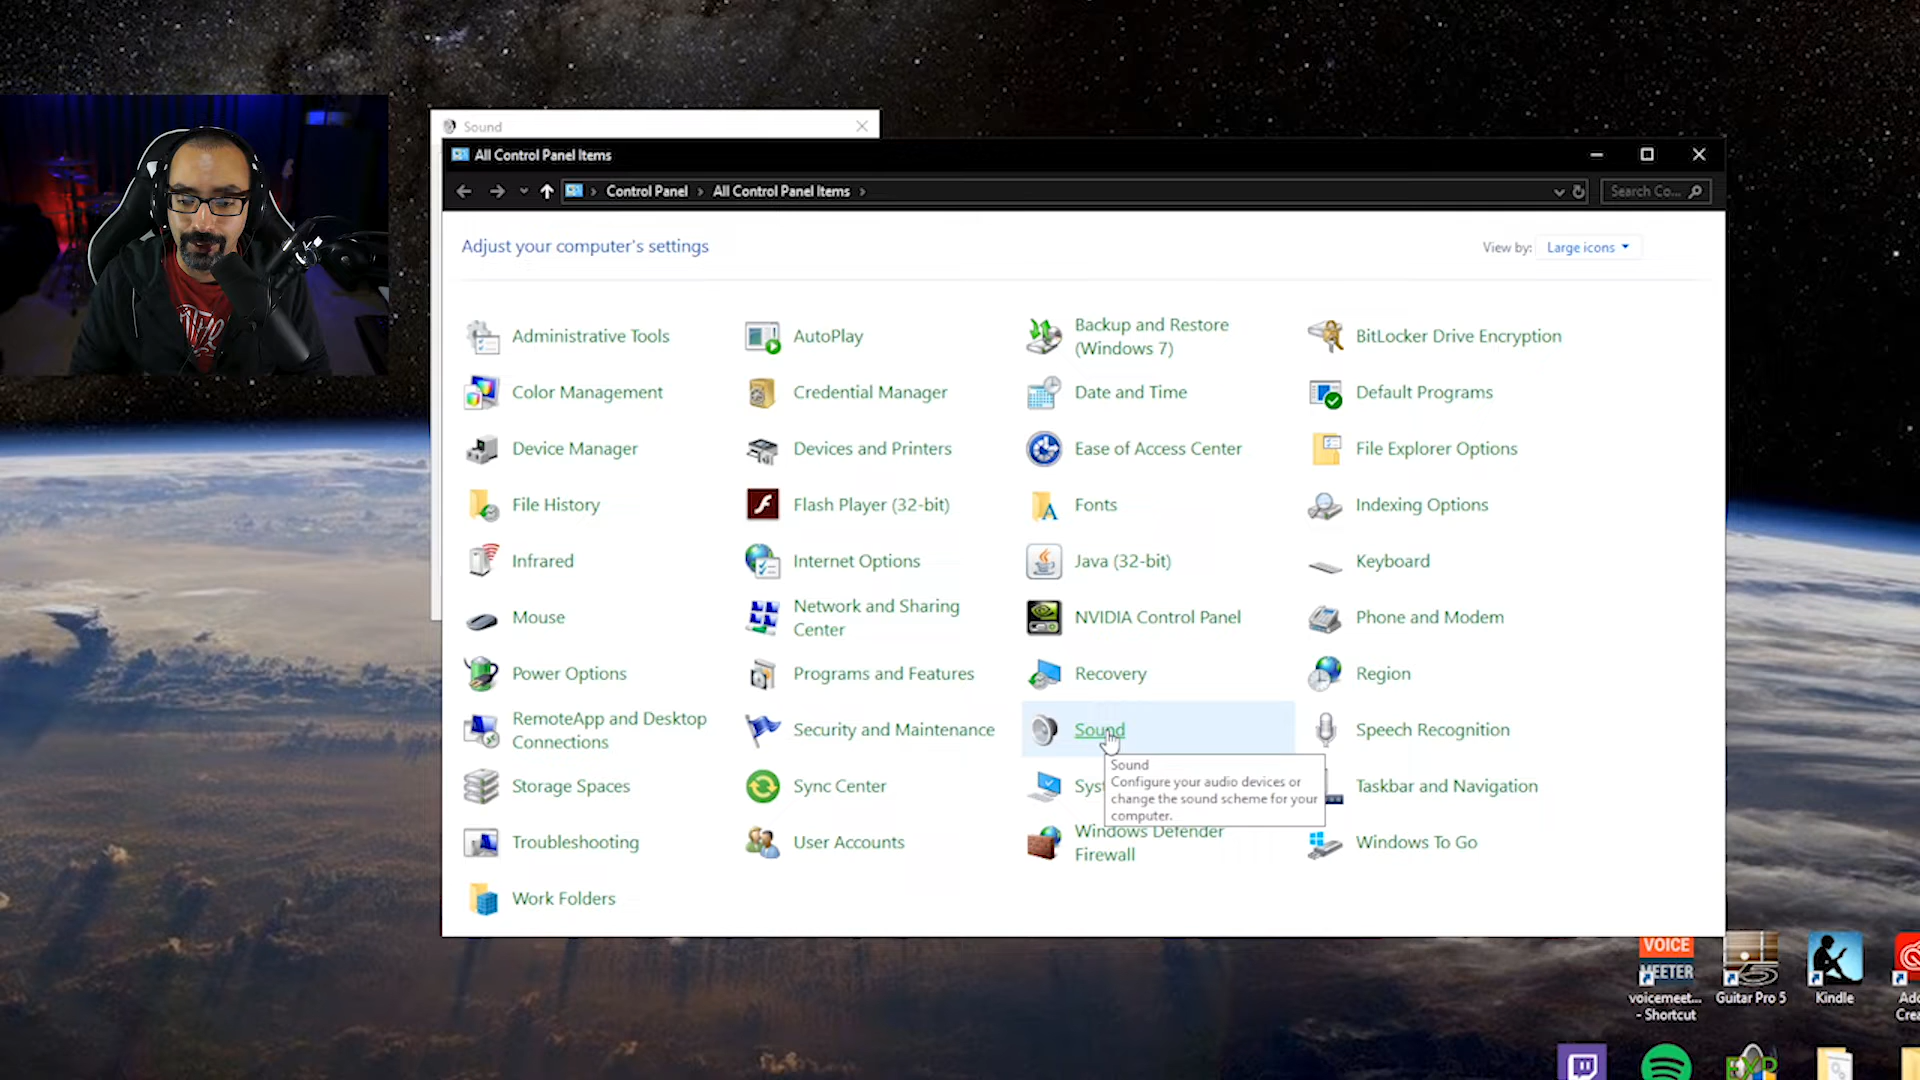 Sound
All Control Panel Items
Control Panel
All Control Panel Items
Search Co...
Adjust your computer's settings
View by: Large icons
Administrative Tools
AutoPlay
Backup and Restore
(Windows 7)
BitLocker Drive Encryption
Color Management
Credential Manager
Date and Time
Default Programs
Device Manager
Devices and Printers
Ease of Access Center
File Explorer Options
File History
Flash Player (32-bit)
Fonts
Indexing Options
Infrared
Internet Options
Java (32-bit)
Keyboard
Mouse
Network and Sharing
Center
NVIDIA Control Panel
Phone and Modem
Power Options
Programs and Features
Recovery
Region
RemoteApp and Desktop
Connections
Security and Maintenance
Sound
Speech Recognition
Sound
Configure your audio devices or
change the sound scheme for your
computer.
Storage Spaces
Sync Center
Syst
Taskbar and Navigation
Troubleshooting
User Accounts
Windows Defender
Firewall
Windows To Go
Work Folders
VOICE
MEETER
voicemeet...
- Shortcut
5
Guitar Pro 5
Kindle
Ado
Crea